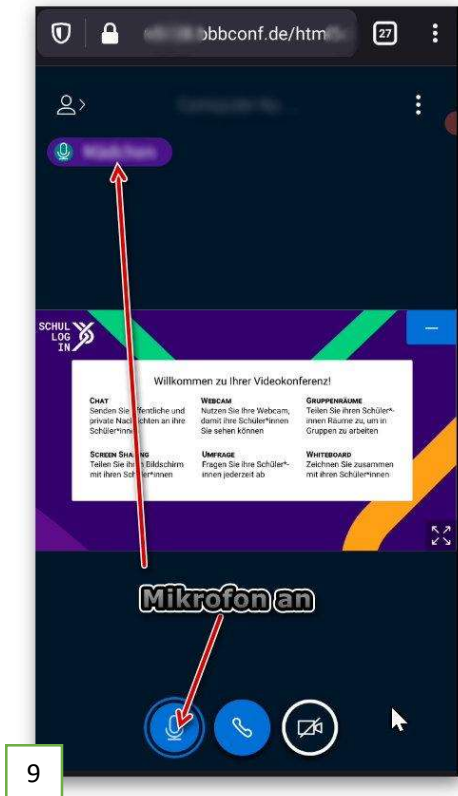 bbconf.de/htm
27
SCHUL
LOG
IN
Willkommen zu Ihrer Videokonferenz!
CHAT
Senden Sie öffentliche und
private Nachrichten an ihre
Schüler*innen
WEBCAM
Nutzen Sie Ihre Webcam,
damit ihre Schüler*innen
Sie sehen können
GRUPPENRÄUME
Teilen Sie ihren Schüler*-
innen Räume zu, um in
Gruppen zu arbeiten
SCREEN SHARING
Teilen Sie ihren Bildschirm
mit ihren Schüler*innen
UMFRAGE
Fragen Sie Ihre Schüler*-
innen jederzeit ab
WHITEBOARD
Zeichnen Sie zusammen
mit ihren Schüler*innen
Mikrofon an
9